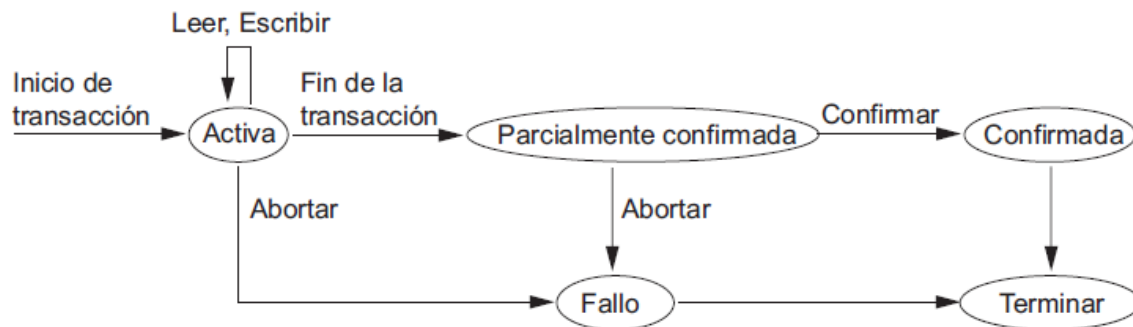 Leer, Escribir
Inicio de
transacción
Fin de la
transacción
Activa
Parcialmente confirmada
Confirmar
Confirmada
Abortar
Abortar
Fallo
Terminar